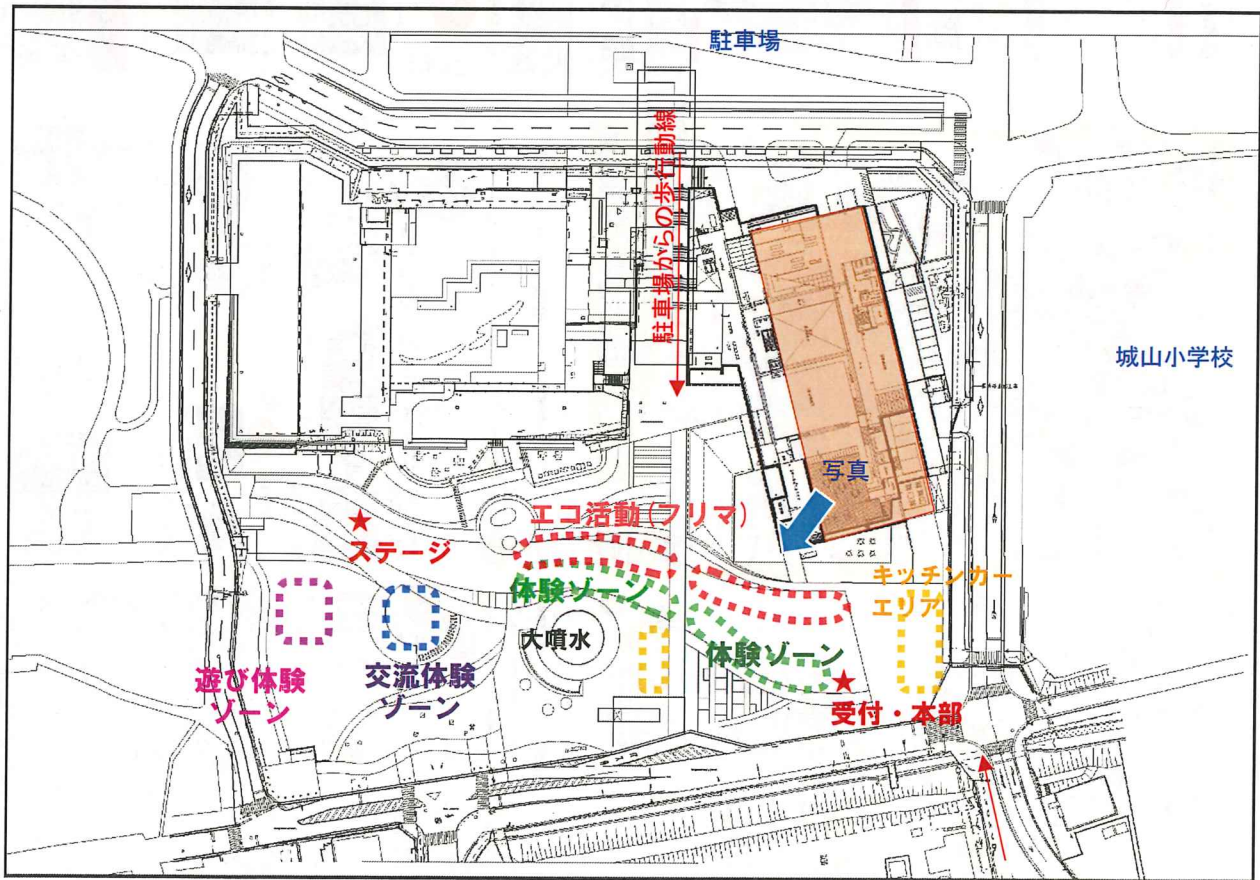 駐車場
駐車場からの歩行動線
城山小学校
写真
エコ活動(フリマ)
ステージ
体験ゾーン
キッチンカー
エリア
大噴水
体験ゾーン
遊び体験
ゾーン
交流体験
ゾーン
受付・本部